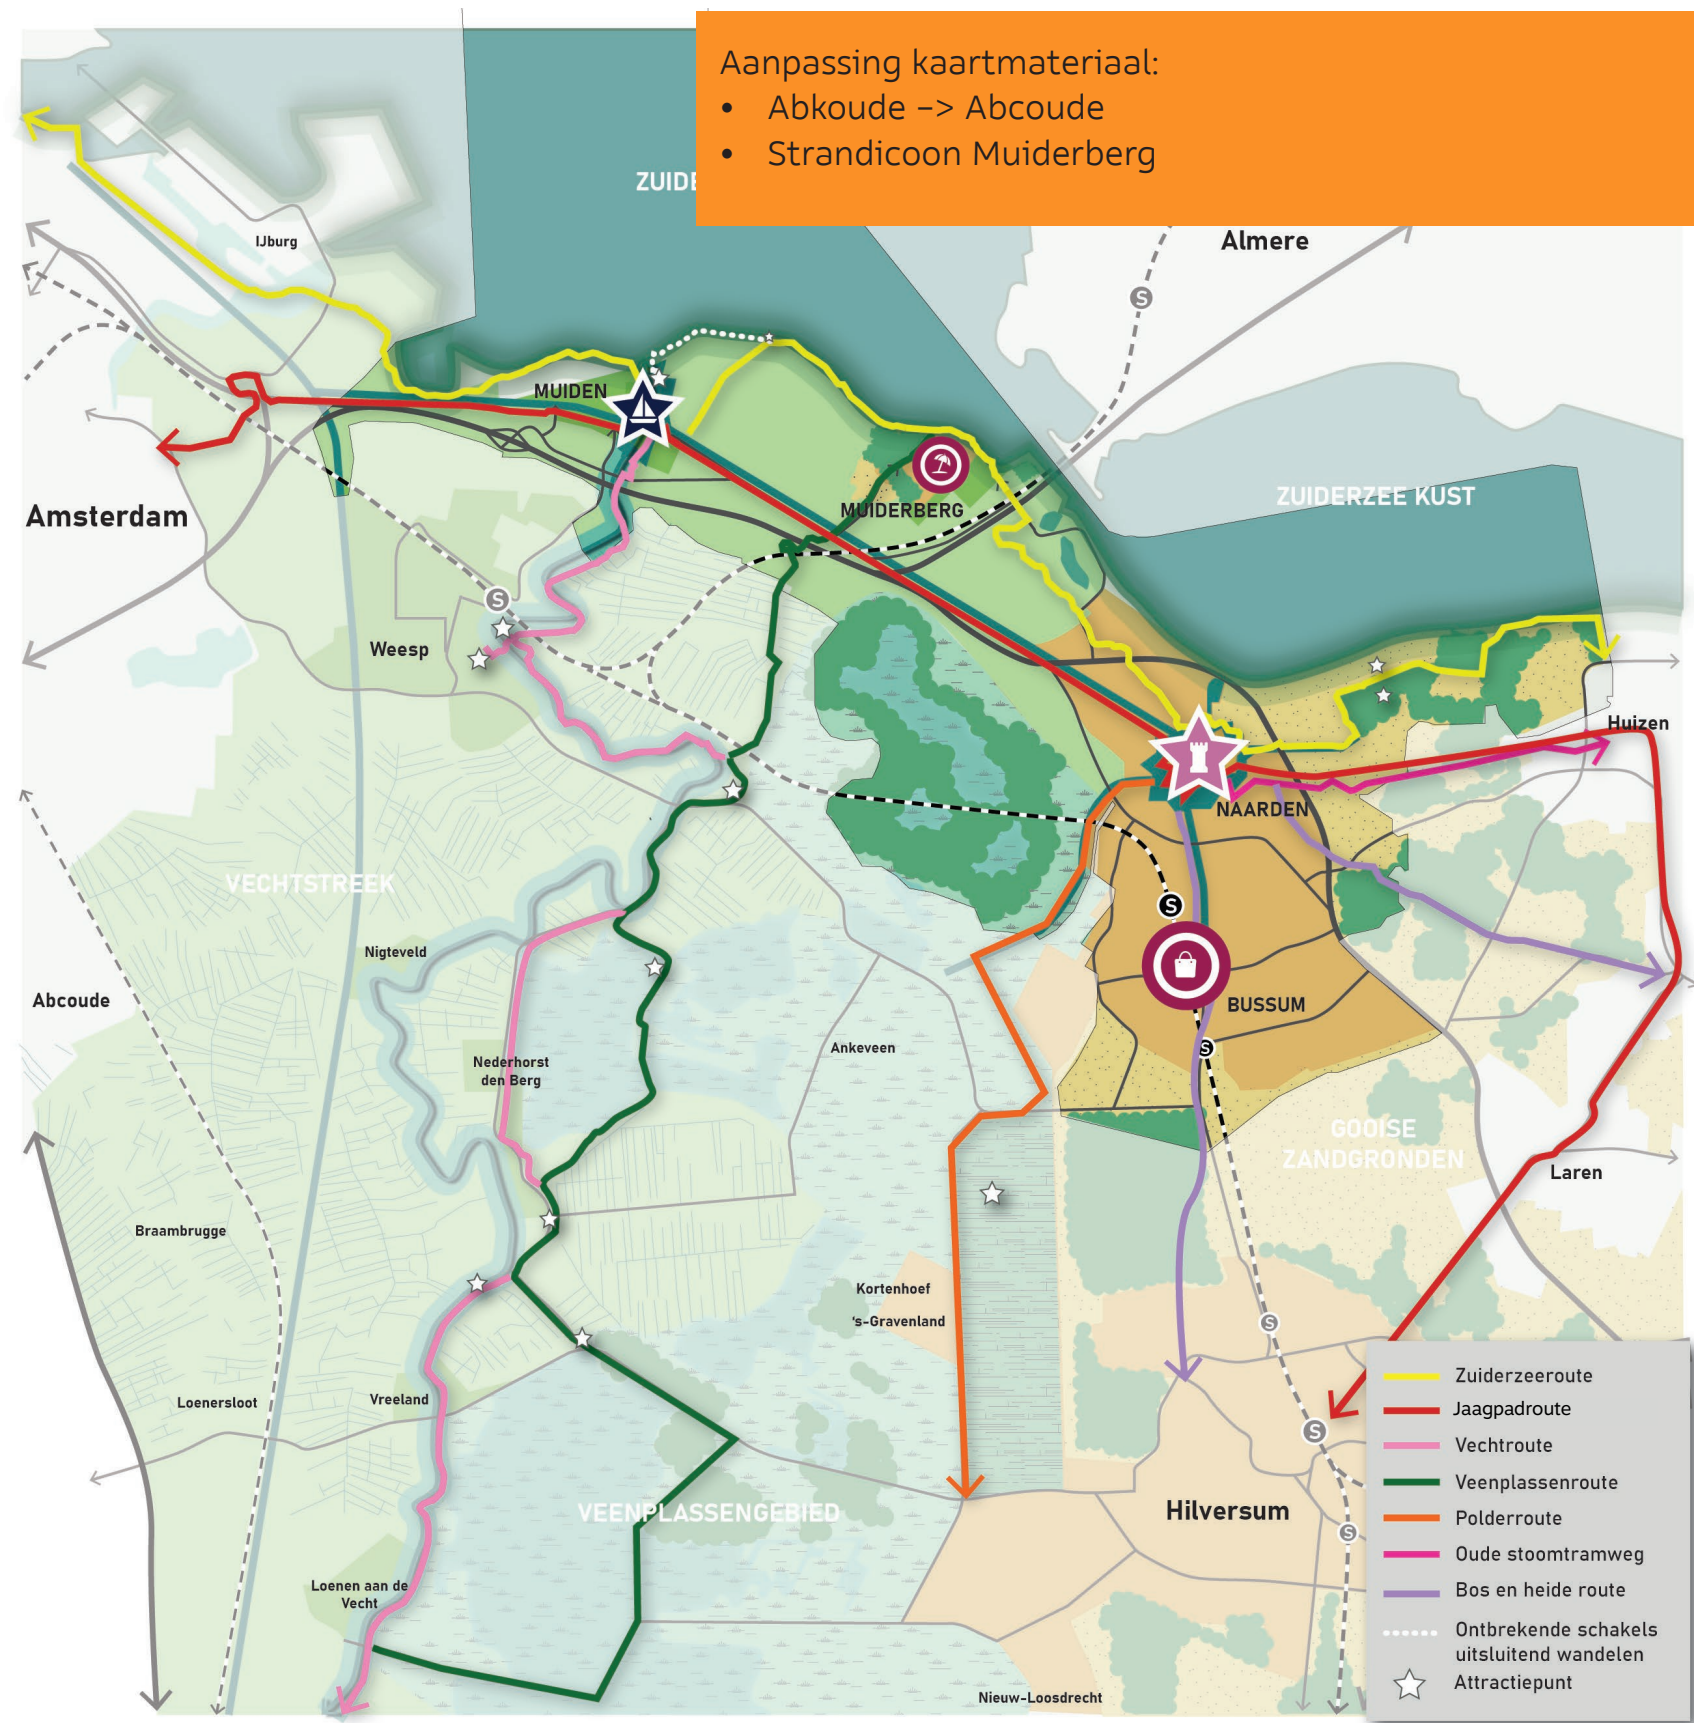 Aanpassing kaartmateriaal:
• Abkoude –> Abcoude
• Strandicoon Muiderberg
IJburg
Almere
S
MUIDEN
Amsterdam
ZUIDERZEE KUST
MUIDERBERG
S
Weesp
Huizen
NAARDEN
VECHTSTREEK
S
Nigteveld
Abcoude
BUSSUM
Ankeveen
S
Nederhorst
den Berg
GOOISE
ZANDGRONDEN
Laren
Braambrugge
Kortenhoef
's-Gravenland
S
Loenersloot
Vreeland
S
VEENPLASSENGEBIED
Hilversum
S
Loenen aan de
Vecht
Nieuw-Loosdrecht
Zuiderzeeroute
Jaagpadroute
Vechtroute
Veenplassenroute
Polderroute
Oude stoomtramweg
Bos en heide route
Ontbrekende schakels
uitsluitend wandelen
Attractiepunt